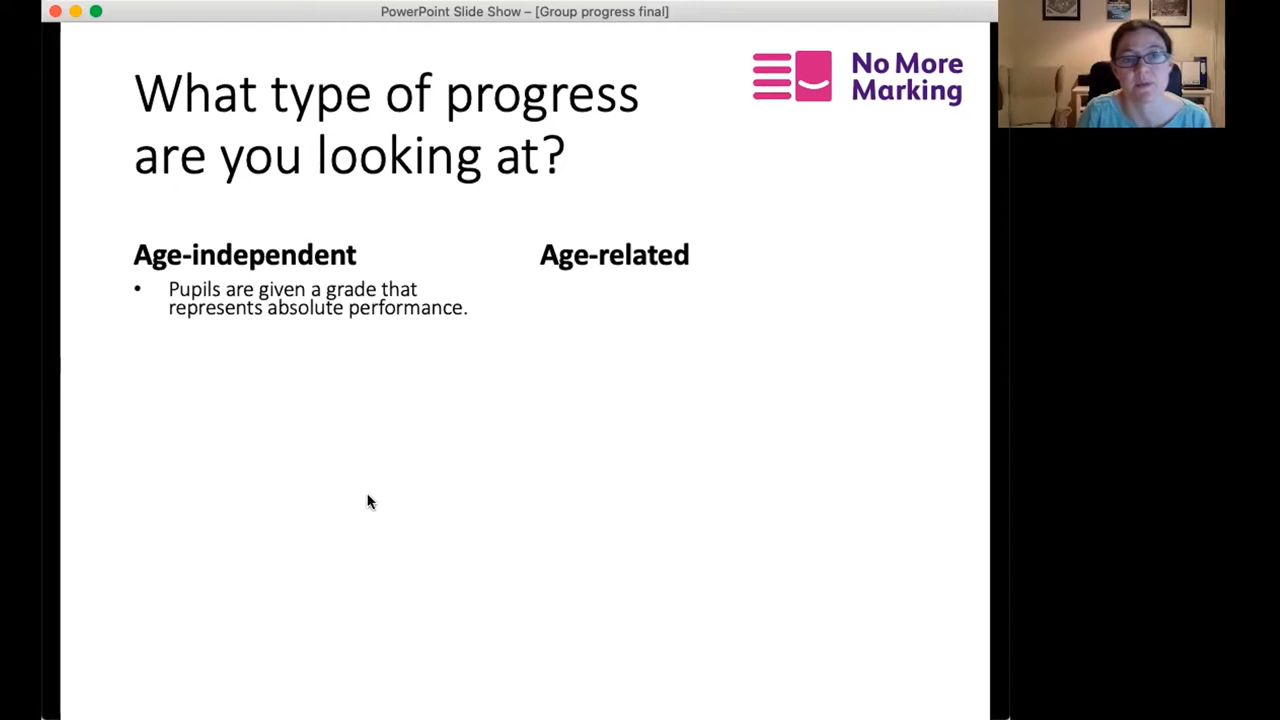 PowerPoint Slide Show – [Group progress final]
What type of progress
are you looking at?
No More
Marking
Age-independent
• Pupils are given a grade that
represents absolute performance.
Age-related